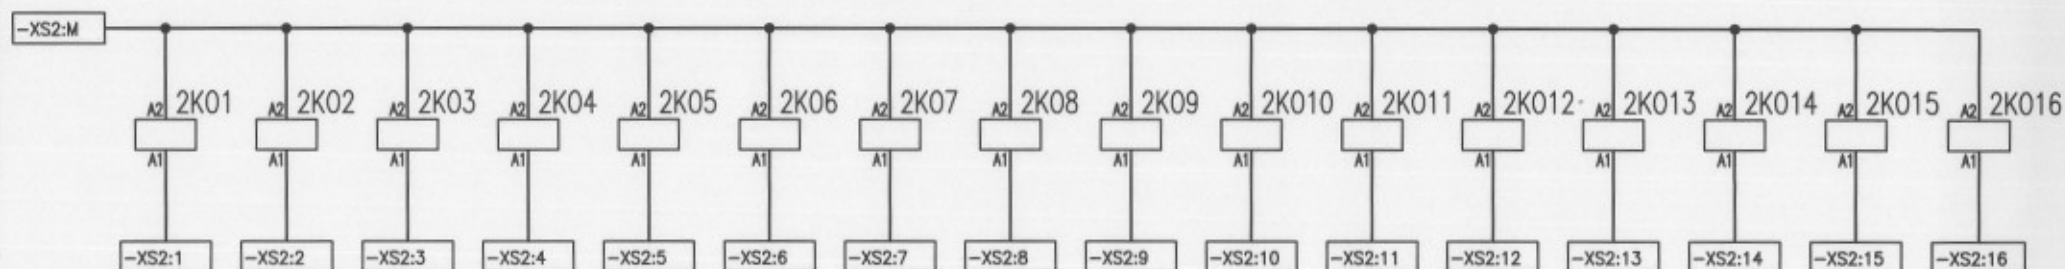 -XS2:M
A2 2K01 A2 2K02 A2 2K03 A2 2K04 A2 2K05 A2 2K06 A2 2K07 A2 2K08 A2 2K09 A2 2K010 A2 2K011 A2 2K012 A2 2K013 A2 2K014 A2 2K015 A2 2K016
A1 A1 A1 A1 A1 A1 A1 A1 A1 A1 A1 A1 A1 A1 A1 A1
-XS2:1 -XS2:2 -XS2:3 -XS2:4 -XS2:5 -XS2:6 -XS2:7 -XS2:8 -XS2:9 -XS2:10 -XS2:11 -XS2:12 -XS2:13 -XS2:14 -XS2:15 -XS2:16